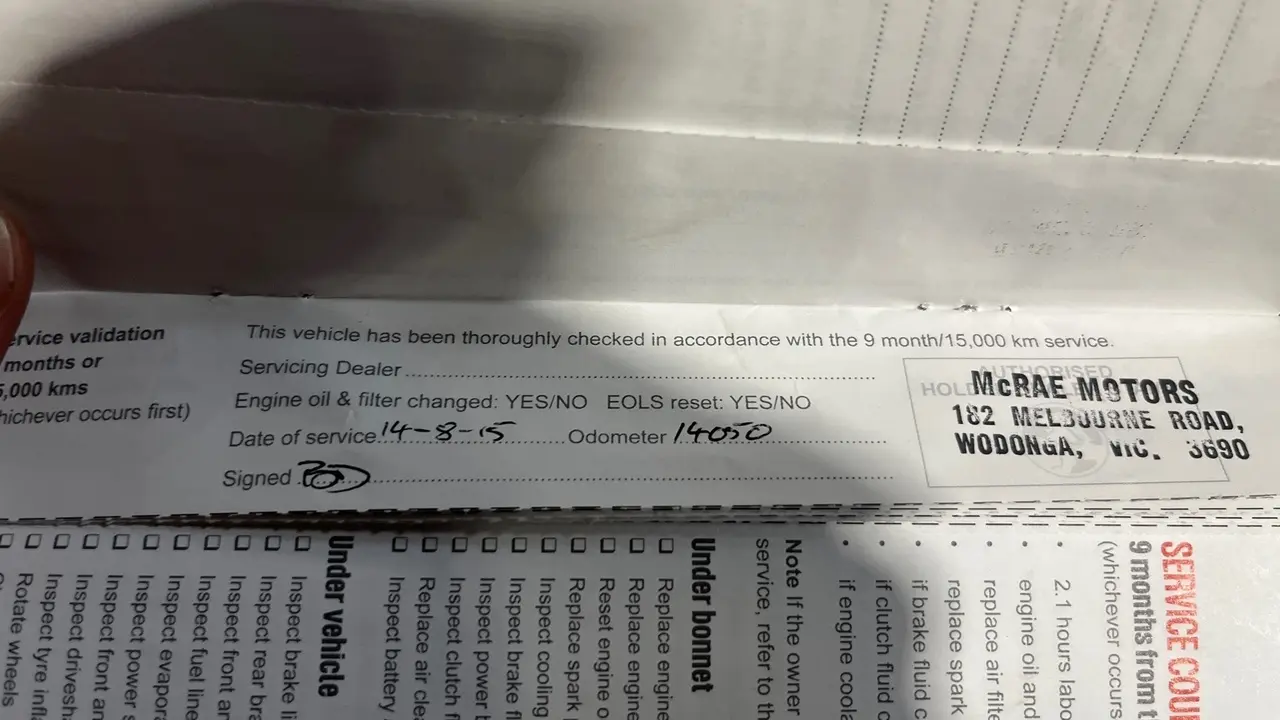 rvice validation
months or
,000 kms
hichever occurs first)
This vehicle has been thoroughly checked in accordance with the 9 month/15,000 km service.
Servicing Dealer
Engine oil & filter changed: YES/NO EOLS reset: YES/NO
Date of service 14-8-15 Odometer 14050
Signed
AUTHORISED
HOL
McRAE MOTORS
182 MELBOURNE ROAD,
WODONGA, VIC. 3690
SERVICE COU
9 months from t
(whichever occurs
• 2.1 hours labo
engine oil and
• replace air filte
• replace spark
• if brake fluid c
• if clutch fluid c
• if engine coola
Note If the owner
service, refer to th
Under bonnet
Replace engine
Replace engine
Reset engine o
Replace spark
Inspect cooling
Inspect brake f
Inspect power t
Inspect clutch f
Replace air cle
Inspect battery
Under vehicle
Inspect brake li
Inspect rear bra
Inspect front an
Inspect fuel line
Inspect evapora
Inspect power s
Inspect front an
Inspect drivesh
Inspect tyre infl
Rotate wheels